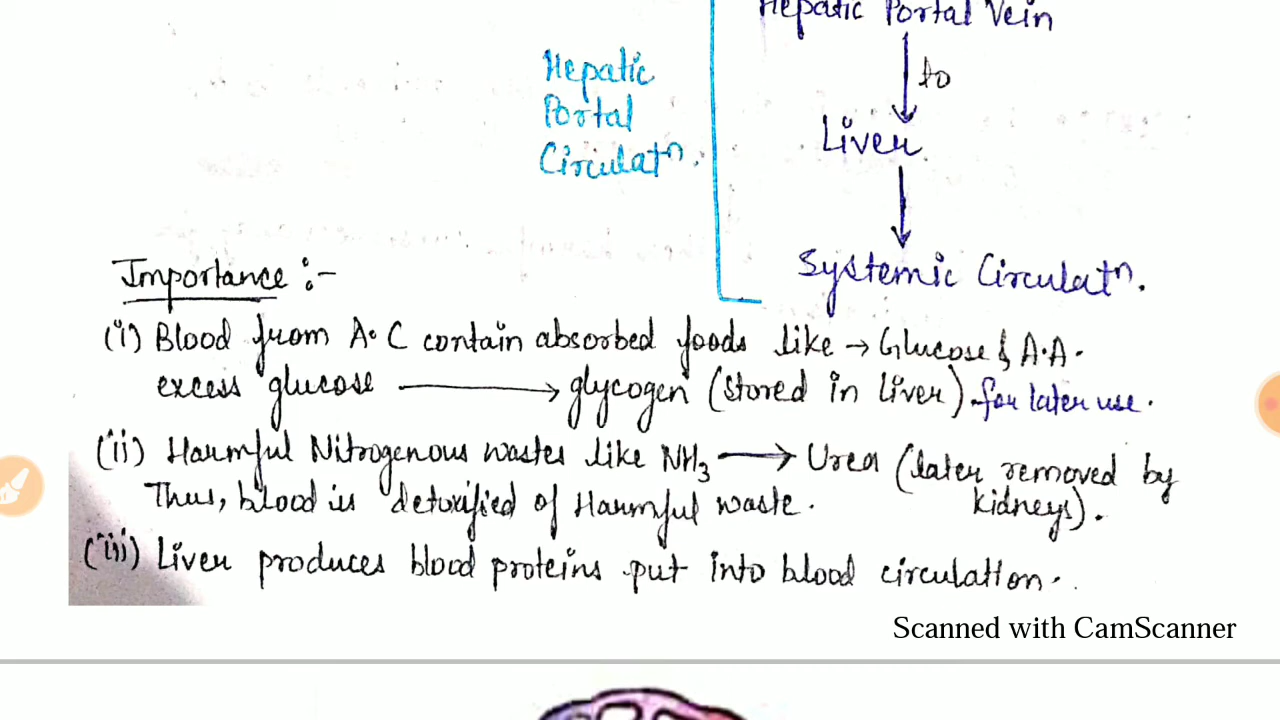 Hepatic Portal Vein
to
Hepatic
Portal
Circulatⁿ.
Liver
Systemic Circulatⁿ.
Importance :-
(i) Blood from A.C contain absorbed foods like → Glucose & A.A.
excess glucose → glycogen (stored in liver) for later use.
(ii) Harmful Nitrogenous wastes like NH₃ → Urea (later removed by
kidneys).
Thus, blood is detoxified of Harmful waste.
(iii) Liver produces blood proteins put into blood circulation.
Scanned with CamScanner